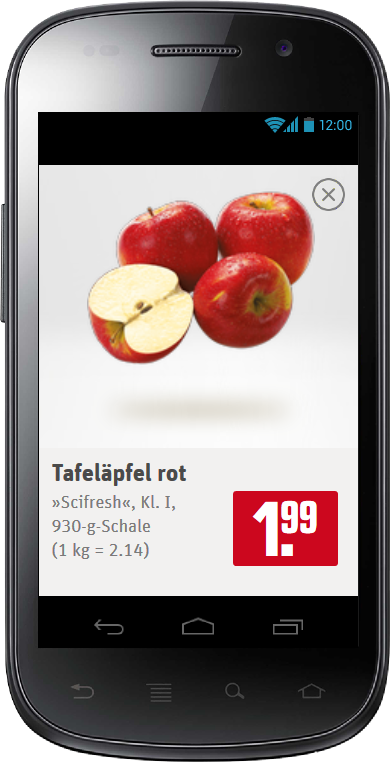 12:00
Tafeläpfel rot
»Scifresh«, Kl. I,
930-g-Schale
(1 kg = 2.14)
1.99